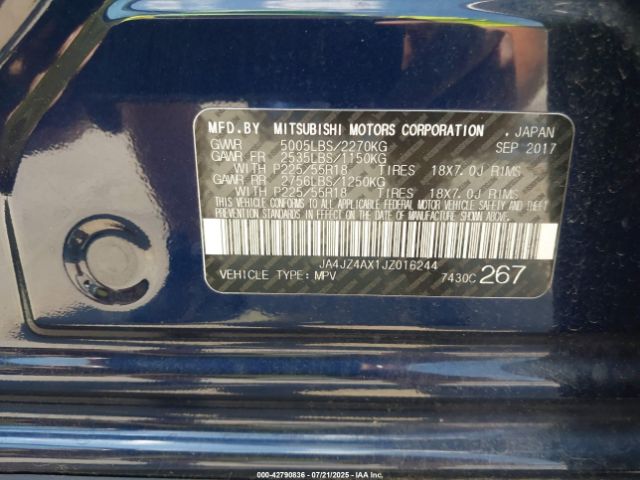 MFD.BY MITSUBISHI MOTORS CORPORATION . JAPAN
GVWR 5005LBS/2270KG SEP 2017
GAWR FR 2535LBS/1150KG
WITH P225/55R18 TIRES 18X7.0J RIMS
GAWR RR 2756LBS/1250KG
WITH P225/55R18 TIRES 18X7.0J RIMS
THIS VEHICLE CONFORMS TO ALL APPLICABLE FEDERAL MOTOR VEHICLE SAFETY AND THEFT
PREVENTION STANDARDS IN EFFECT ON THE DATE OF MANUFACTURE SHOWN ABOVE.
JA4JZ4AX1JZ016244
VEHICLE TYPE: MPV 7430C 267
000-42790836 - 07/21/2025 - WWW.IAAI.COM